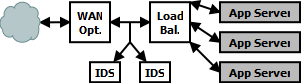 WAN
Opt.
Load
Bal.
App Server
App Server
App Server
IDS
IDS